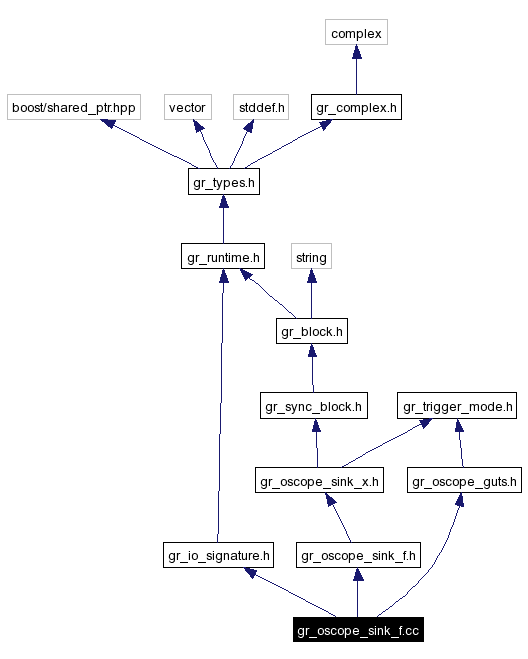 complex
boost/shared_ptr.hpp
vector
stddef.h
gr_complex.h
gr_types.h
gr_runtime.h
string
gr_block.h
gr_sync_block.h
gr_trigger_mode.h
gr_oscope_sink_x.h
gr_oscope_guts.h
gr_io_signature.h
gr_oscope_sink_f.h
gr_oscope_sink_f.cc